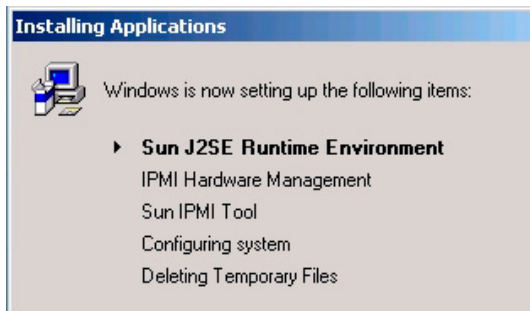 Installing Applications
Windows is now setting up the following items:
Sun J2SE Runtime Environment
IPMI Hardware Management
Sun IPMI Tool
Configuring system
Deleting Temporary Files